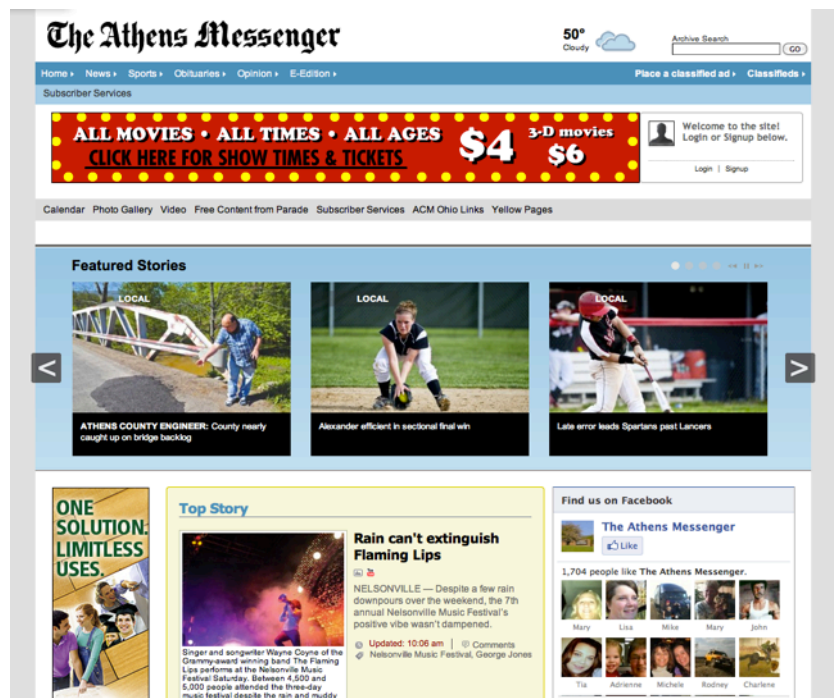 The Athens Messenger
50°
Cloudy
Archive Search
GO
Home News Sports Obituaries Opinion E-Edition
Place a classified ad Classifieds
Subscriber Services
ALL MOVIES • ALL TIMES • ALL AGES
CLICK HERE FOR SHOW TIMES & TICKETS
$4
3-D movies
$6
Welcome to the site!
Login or Signup below.
Login | Signup
Calendar Photo Gallery Video Free Content from Parade Subscriber Services ACM Ohio Links Yellow Pages
Featured Stories
LOCAL
LOCAL
LOCAL
<
>
ATHENS COUNTY ENGINEER: County nearly
caught up on bridge backlog
Alexander efficient in sectional final win
Late error leads Spartans past Lancers
ONE
SOLUTION.
LIMITLESS
USES.
Top Story
Rain can't extinguish
Flaming Lips
NELSONVILLE — Despite a few rain
downpours over the weekend, the 7th
annual Nelsonville Music Festival's
positive vibe wasn't dampened.
Updated: 10:06 am | Comments
Nelsonville Music Festival, George Jones
Singer and songwriter Wayne Coyne of the
Grammy-award winning band The Flaming
Lips performs at the Nelsonville Music
Festival Saturday. Between 4,500 and
5,000 people attended the three-day
music festival despite the rain and muddy
Find us on Facebook
The Athens Messenger
Like
1,704 people like The Athens Messenger.
Mary Lisa Mike Mary John
Tia Adrienne Michele Rodney Charlene